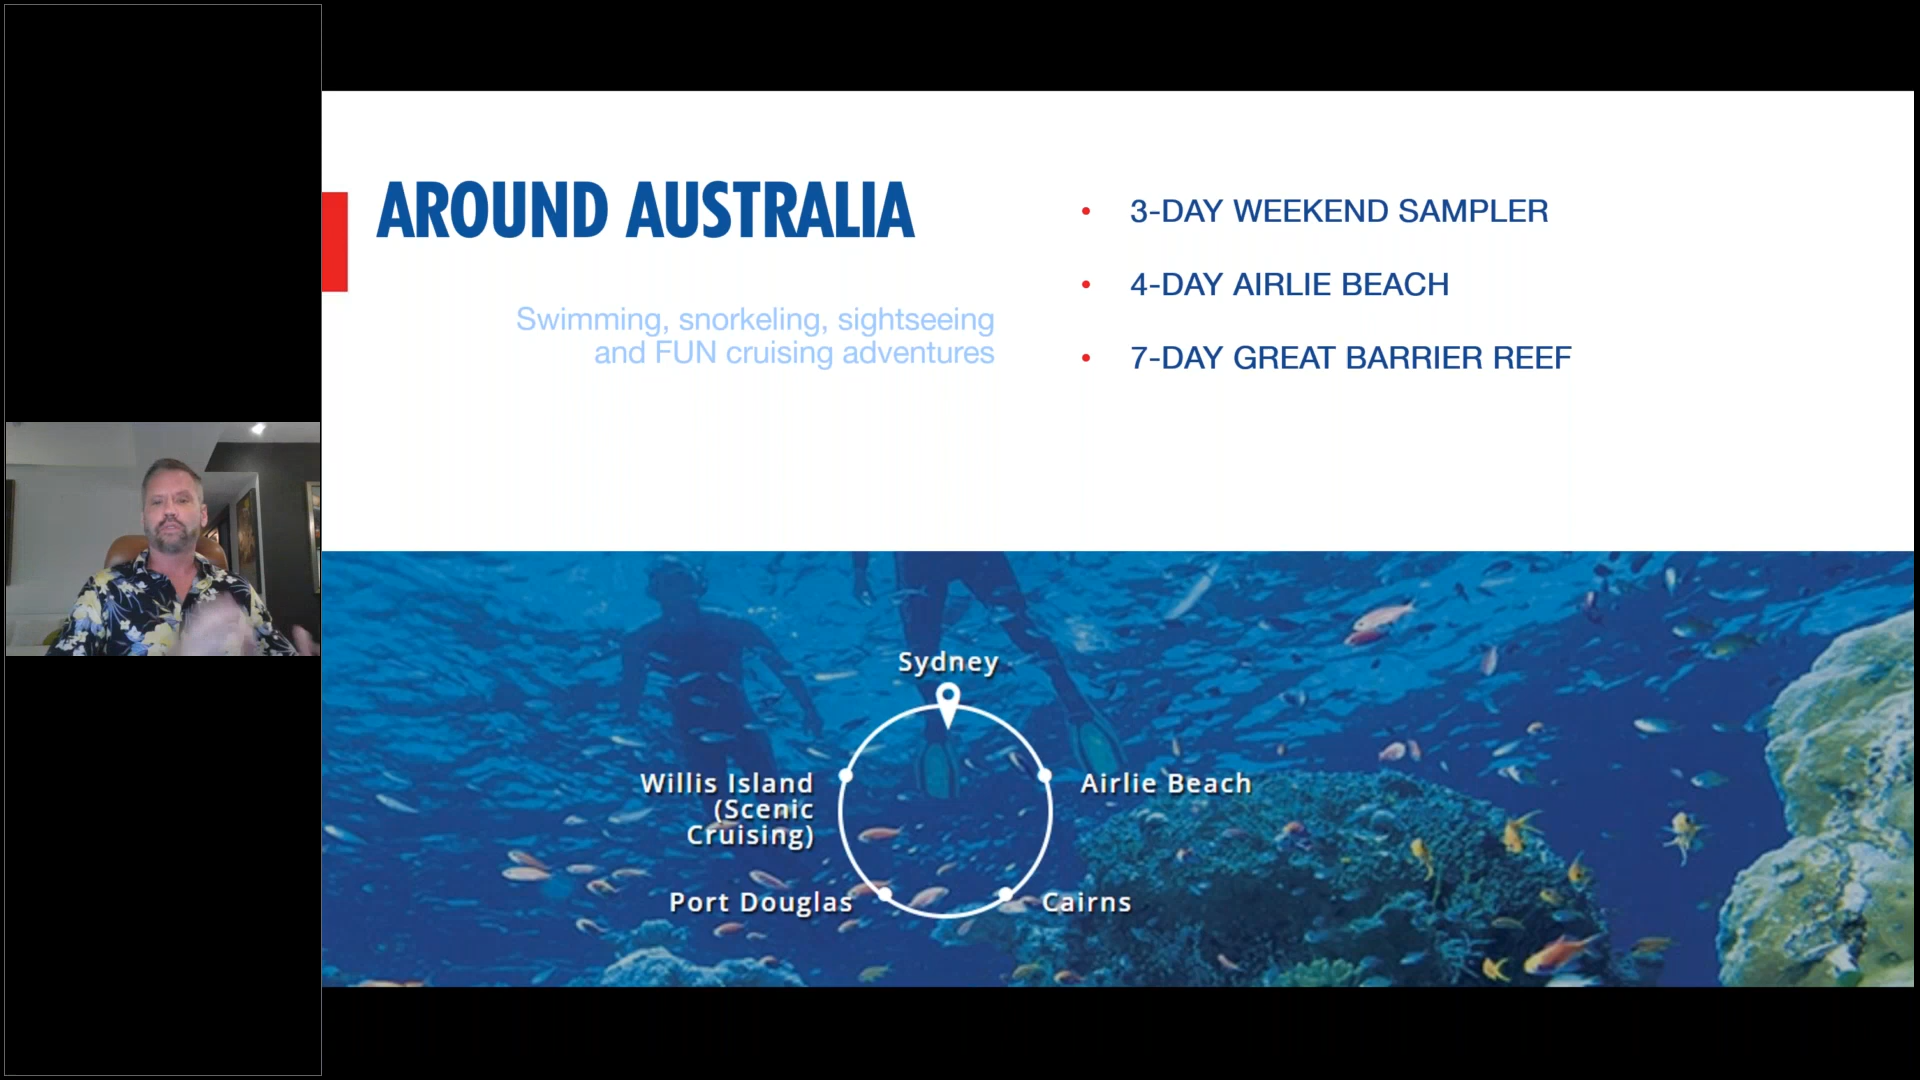 AROUND AUSTRALIA
Swimming, snorkeling, sightseeing
and FUN cruising adventures
• 3-DAY WEEKEND SAMPLER
• 4-DAY AIRLIE BEACH
• 7-DAY GREAT BARRIER REEF
Sydney
Willis Island
(Scenic
Cruising)
Airlie Beach
Port Douglas
Cairns